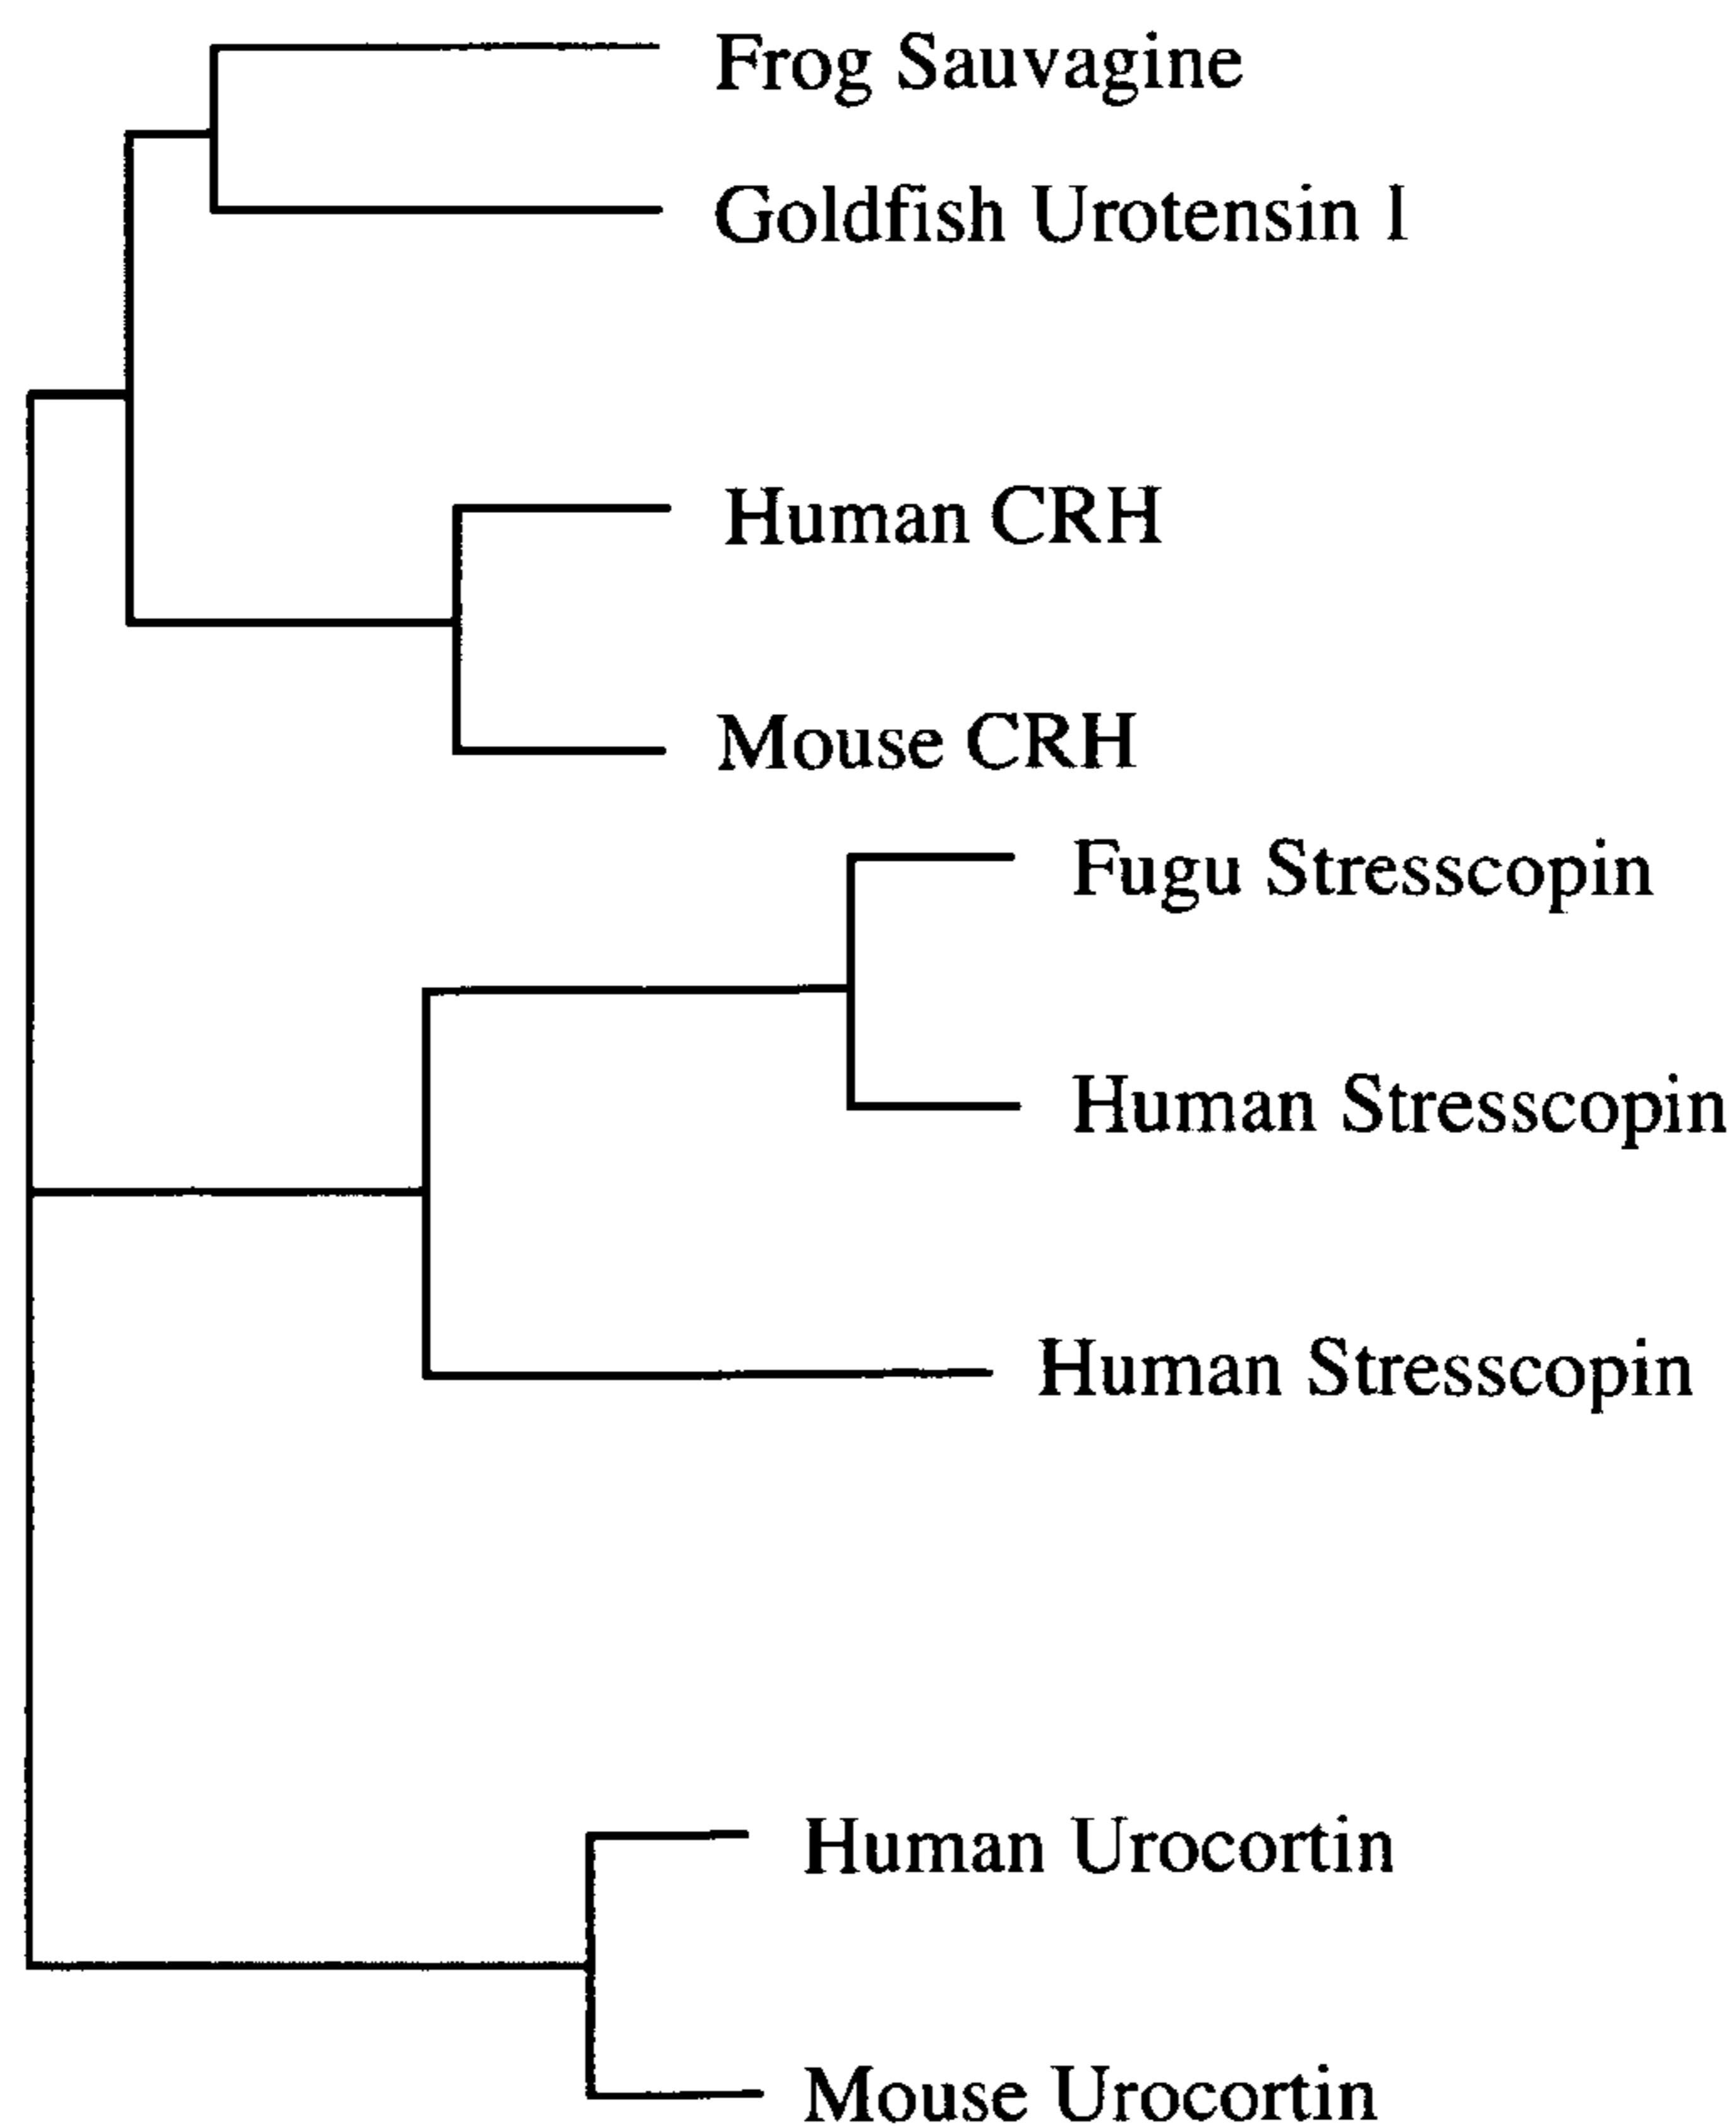 Frog Sauvagine
Goldfish Urotensin I
Human CRH
Mouse CRH
Fugu Stresscopin
Human Stresscopin
Human Stresscopin
Human Urocortin
Mouse Urocortin